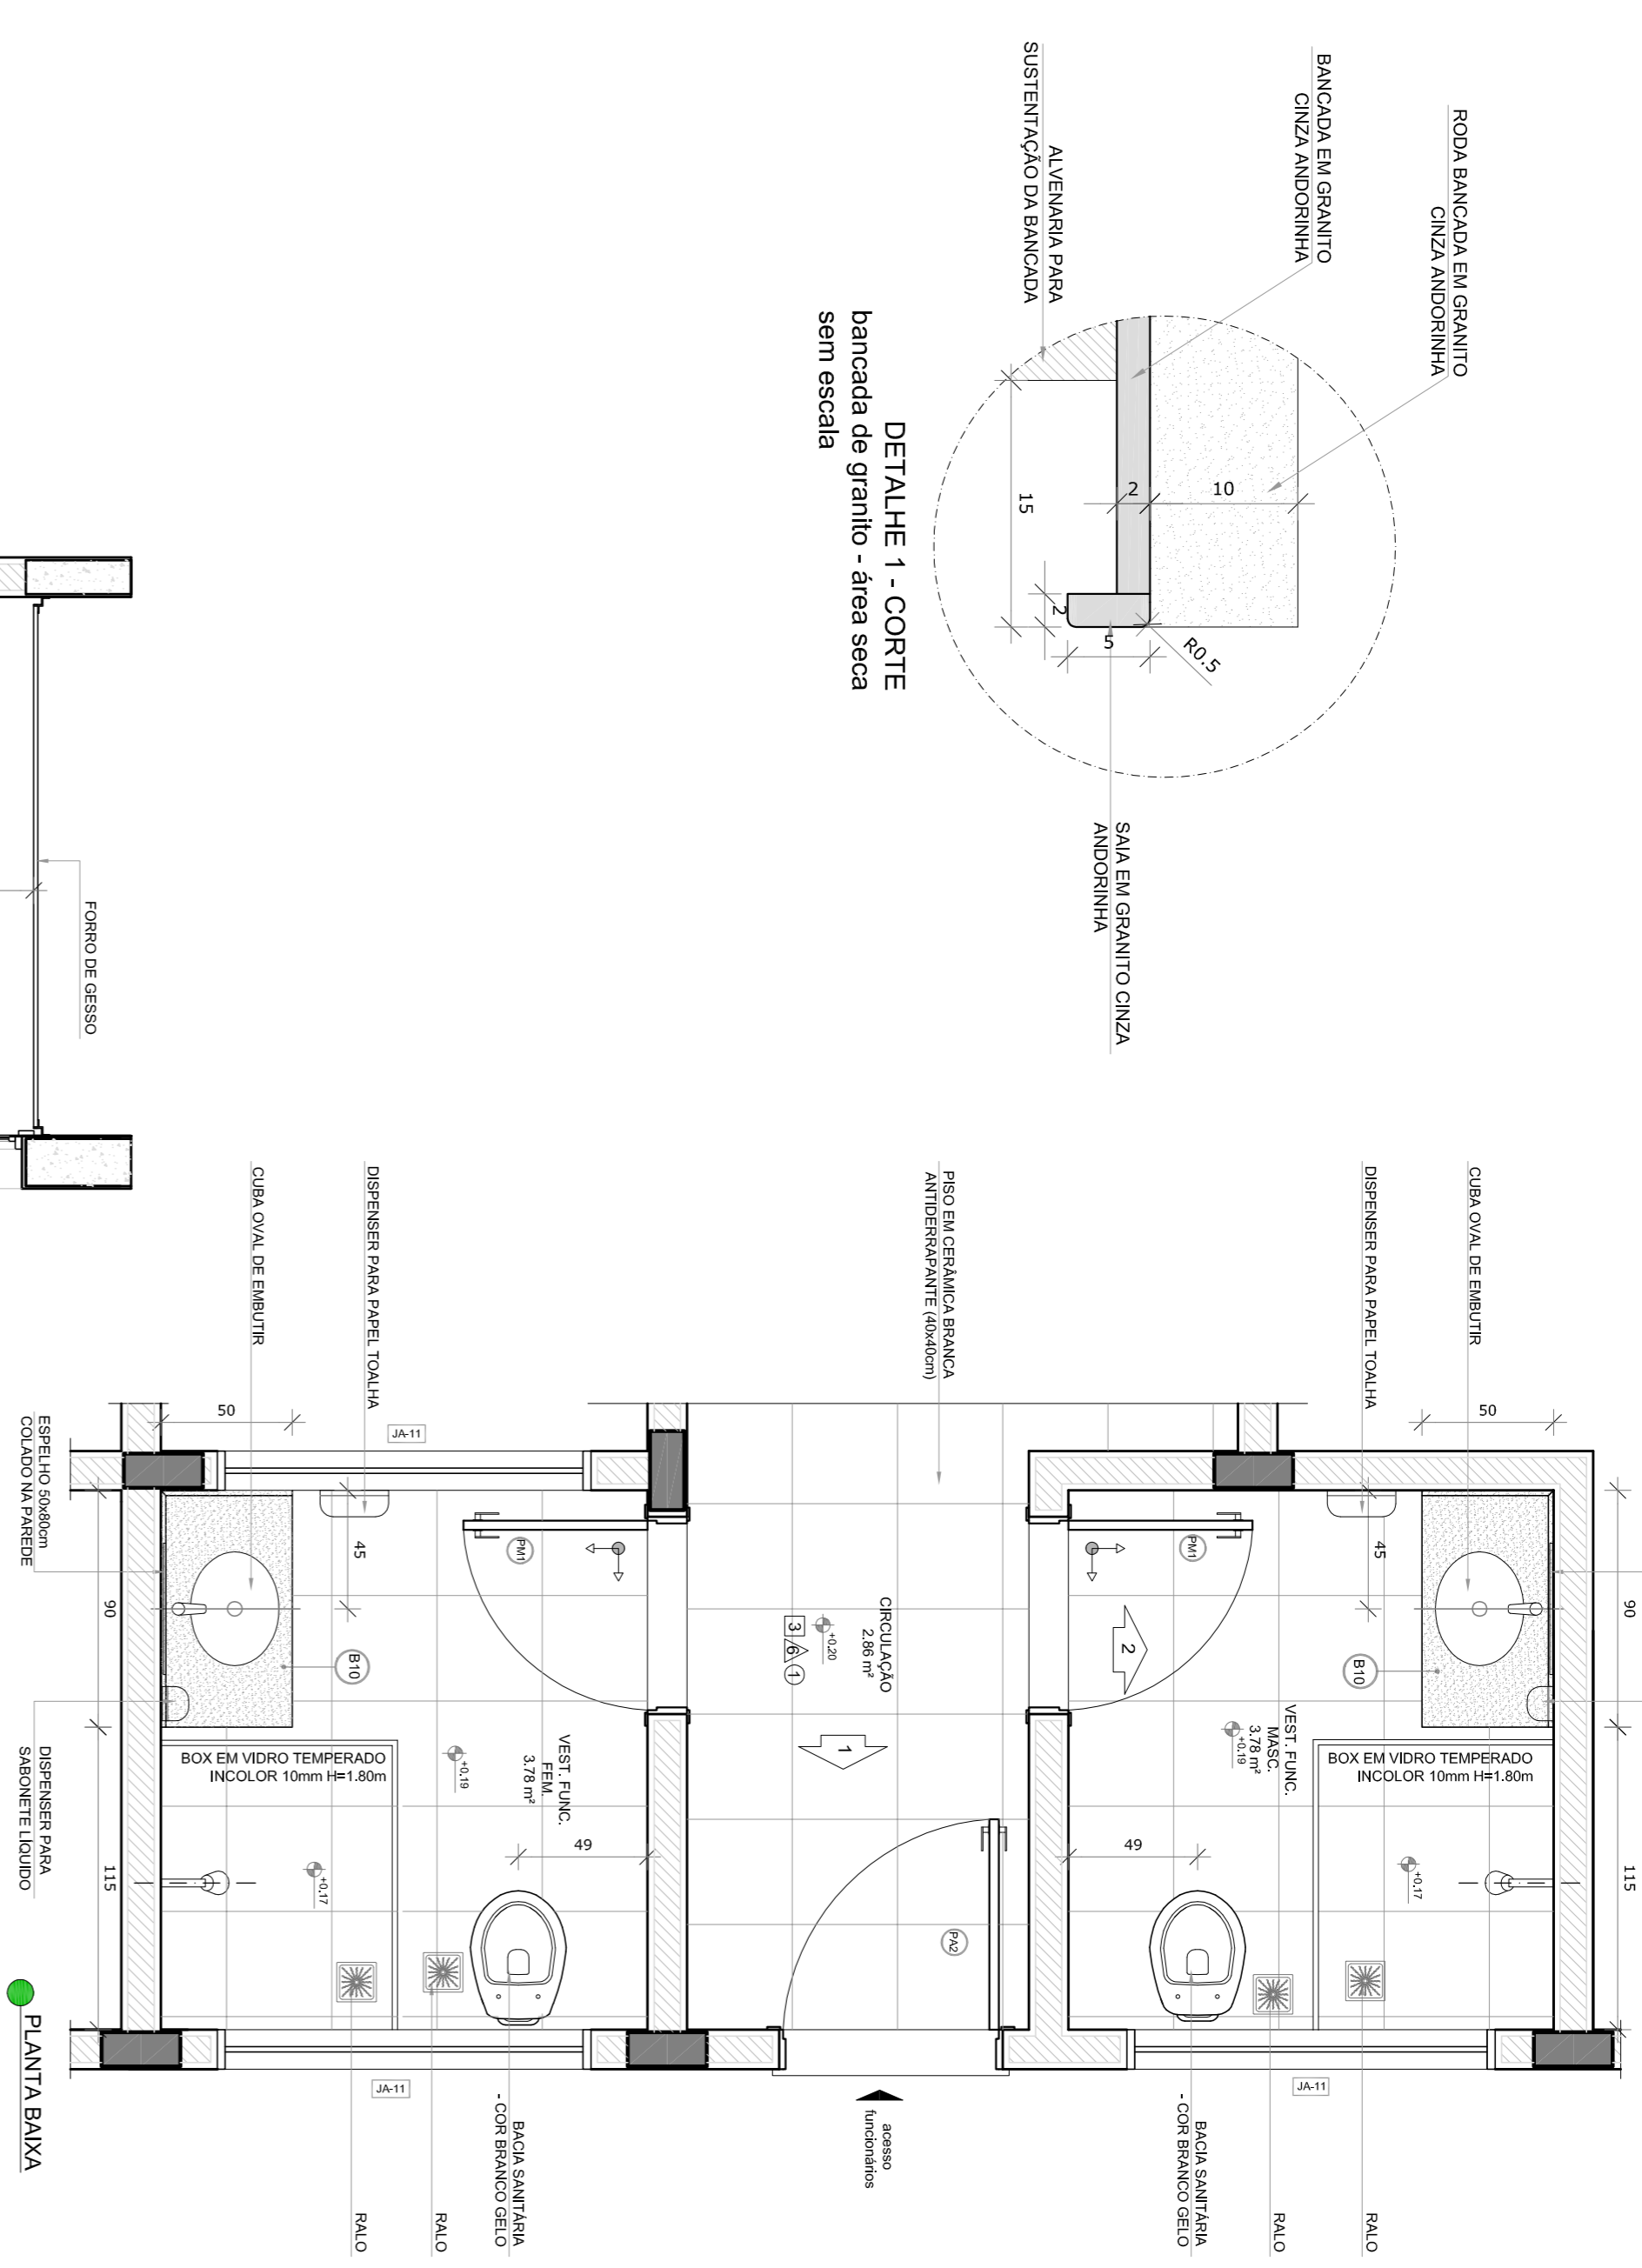 RODA BANCADA EM GRANITO
CINZA ANDORINHA
BANCADA EM GRANITO
CINZA ANDORINHA
ALVENARIA PARA
SUSTENTAÇÃO DA BANCADA
10
2
15
2
5
R0.5
SAIA EM GRANITO CINZA
ANDORINHA
DETALHE 1 - CORTE
bancada de granito - área seca
sem escala
FORRO DE GESSO
CUBA OVAL DE EMBUTIR
DISPENSER PARA PAPEL TOALHA
PISO EM CERÂMICA BRANCA
ANTIDERRAPANTE (40x40cm)
DISPENSER PARA PAPEL TOALHA
CUBA OVAL DE EMBUTIR
50
90
115
45
B10
PM1
2
VEST. FUNC.
MASC.
3.78 m²
+0.19
BOX EM VIDRO TEMPERADO
INCOLOR 10mm H=1.80m
+0.17
49
CIRCULAÇÃO
2.86 m²
+0.20
3
6
1
1
PA2
acesso
funcionários
JA-11
50
45
B10
PM1
VEST. FUNC.
FEM.
3.78 m²
+0.19
BOX EM VIDRO TEMPERADO
INCOLOR 10mm H=1.80m
+0.17
49
JA-11
90
115
JA-11
ESPELHO 50x80cm
COLADO NA PAREDE
DISPENSER PARA
SABONETE LÍQUIDO
RALO
RALO
BACIA SANITÁRIA
- COR BRANCO GELO
BACIA SANITÁRIA
- COR BRANCO GELO
RALO
RALO
PLANTA BAIXA